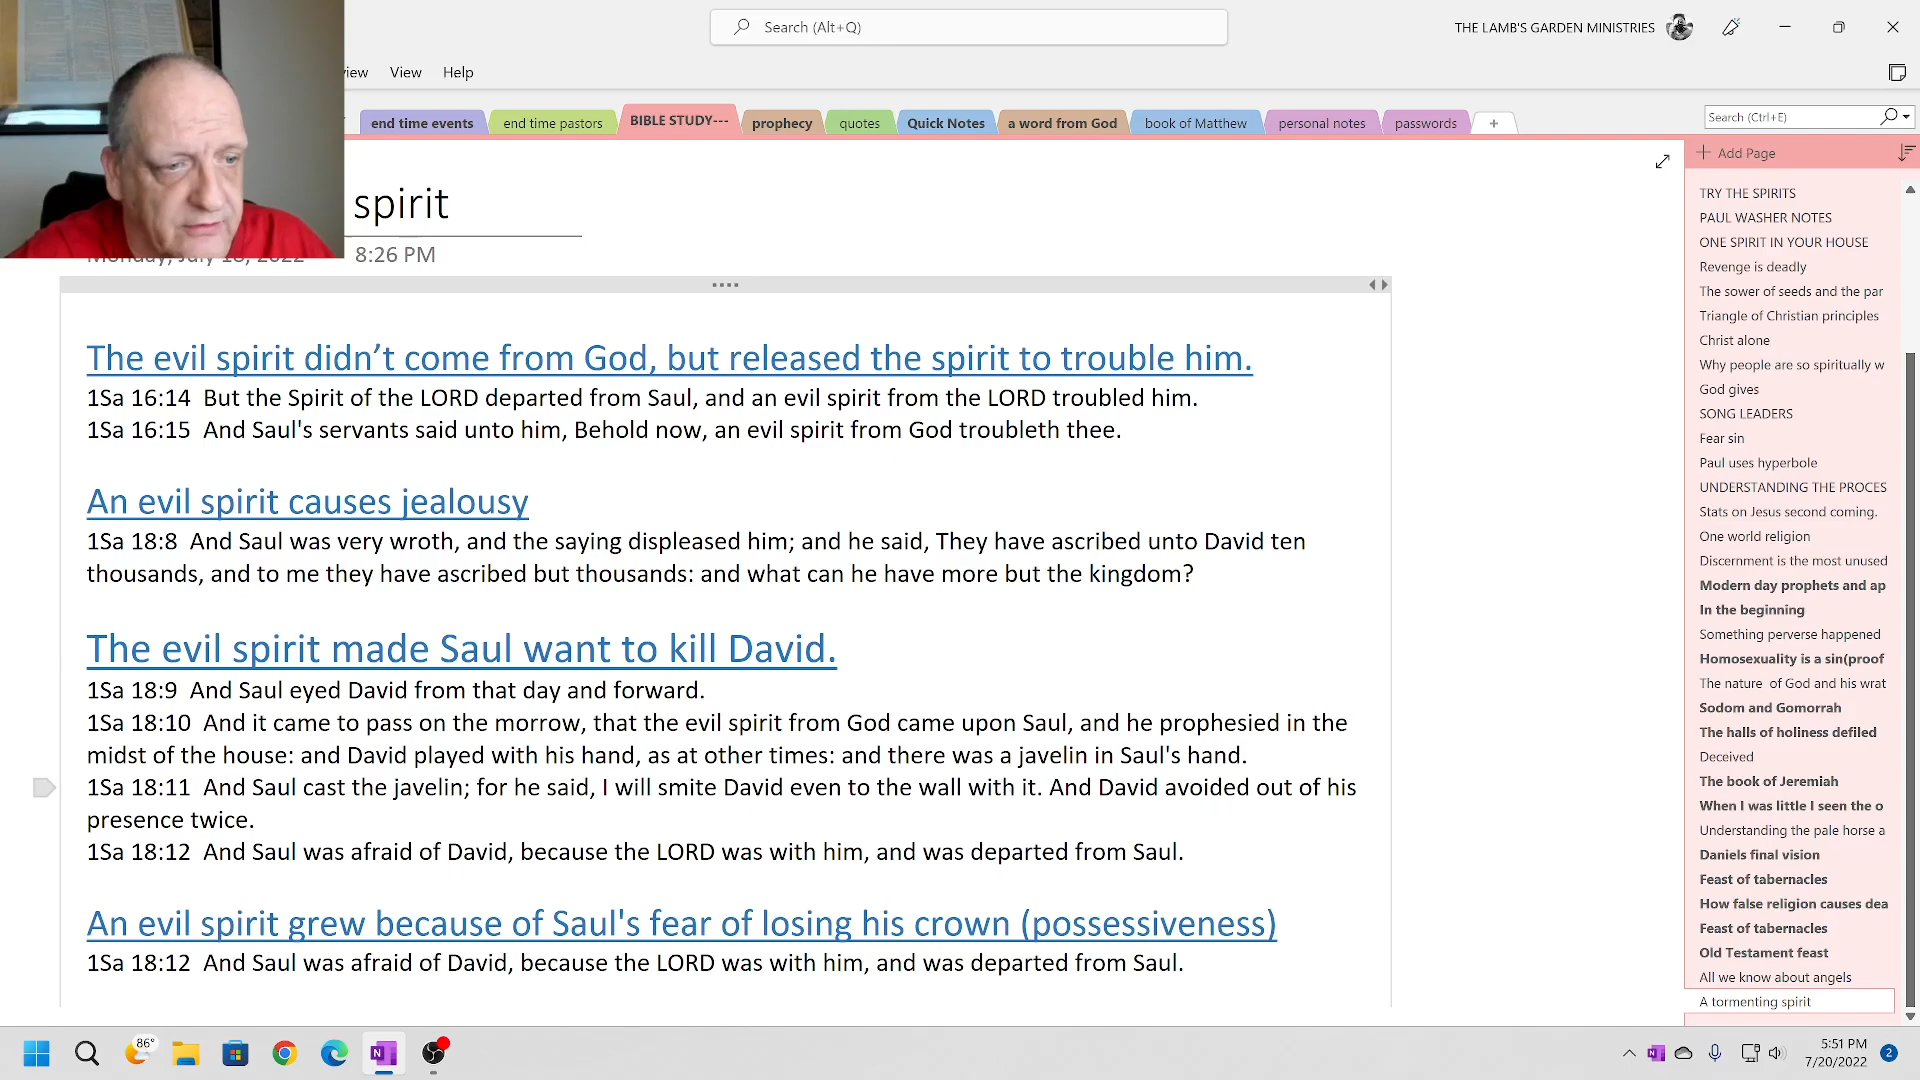 Search (Alt+Q)
THE LAMB'S GARDEN MINISTRIES
View
Help
end time events
end time pastors
BIBLE STUDY---
prophecy
quotes
Quick Notes
a word from God
book of Matthew
personal notes
passwords
+
Search (Ctrl+E)
Add Page
spirit
8:26 PM
The evil spirit didn't come from God, but released the spirit to trouble him.
1Sa 16:14 But the Spirit of the LORD departed from Saul, and an evil spirit from the LORD troubled him.
1Sa 16:15 And Saul's servants said unto him, Behold now, an evil spirit from God troubleth thee.
An evil spirit causes jealousy
1Sa 18:8 And Saul was very wroth, and the saying displeased him; and he said, They have ascribed unto David ten
thousands, and to me they have ascribed but thousands: and what can he have more but the kingdom?
The evil spirit made Saul want to kill David.
1Sa 18:9 And Saul eyed David from that day and forward.
1Sa 18:10 And it came to pass on the morrow, that the evil spirit from God came upon Saul, and he prophesied in the
midst of the house: and David played with his hand, as at other times: and there was a javelin in Saul's hand.
1Sa 18:11 And Saul cast the javelin; for he said, I will smite David even to the wall with it. And David avoided out of his
presence twice.
1Sa 18:12 And Saul was afraid of David, because the LORD was with him, and was departed from Saul.
An evil spirit grew because of Saul's fear of losing his crown (possessiveness)
1Sa 18:12 And Saul was afraid of David, because the LORD was with him, and was departed from Saul.
TRY THE SPIRITS
PAUL WASHER NOTES
ONE SPIRIT IN YOUR HOUSE
Revenge is deadly
The sower of seeds and the par
Triangle of Christian principles
Christ alone
Why people are so spiritually w
God gives
SONG LEADERS
Fear sin
Paul uses hyperbole
UNDERSTANDING THE PROCES
Stats on Jesus second coming.
One world religion
Discernment is the most unused
Modern day prophets and ap
In the beginning
Something perverse happened
Homosexuality is a sin(proof
The nature of God and his wrat
Sodom and Gomorrah
The halls of holiness defiled
Deceived
The book of Jeremiah
When I was little I seen the o
Understanding the pale horse a
Daniels final vision
Feast of tabernacles
How false religion causes dea
Feast of tabernacles
Old Testament feast
All we know about angels
A tormenting spirit
86°
5:51 PM
7/20/2022
2